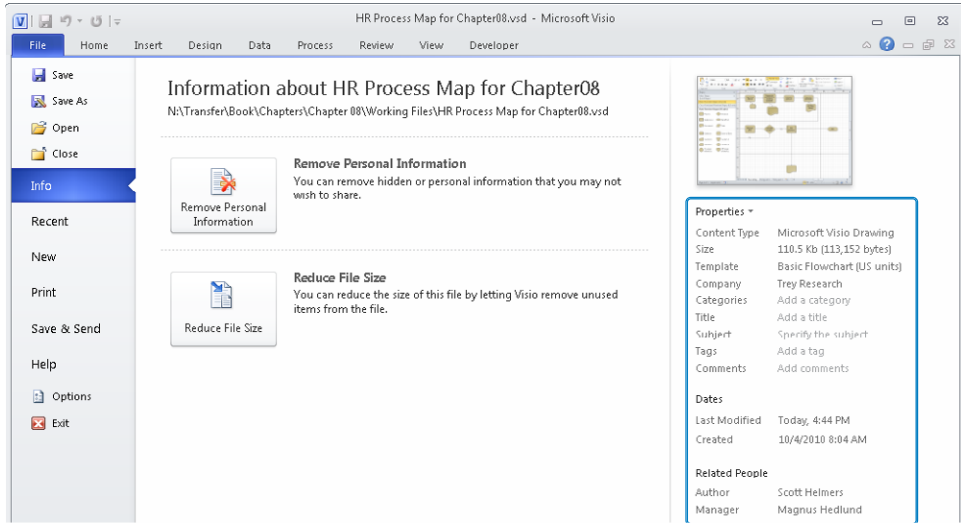 HR Process Map for Chapter08.vsd - Microsoft Visio
File Home Insert Design Data Process Review View Developer
Save
Save As
Open
Close
Info
Recent
New
Print
Save & Send
Help
Options
Exit
Information about HR Process Map for Chapter08
N:\Transfer\Book\Chapters\Chapter 08\Working Files\HR Process Map for Chapter08.vsd
Remove Personal
Information
Remove Personal Information
You can remove hidden or personal information that you may not
wish to share.
Reduce File Size
Reduce File Size
You can reduce the size of this file by letting Visio remove unused
items from the file.
Properties
Content Type Microsoft Visio Drawing
Size 110.5 Kb (113,152 bytes)
Template Basic Flowchart (US units)
Company Trey Research
Categories Add a category
Title Add a title
Subject Specify the subject
Tags Add a tag
Comments Add comments
Dates
Last Modified Today, 4:44 PM
Created 10/4/2010 8:04 AM
Related People
Author Scott Helmers
Manager Magnus Hedlund